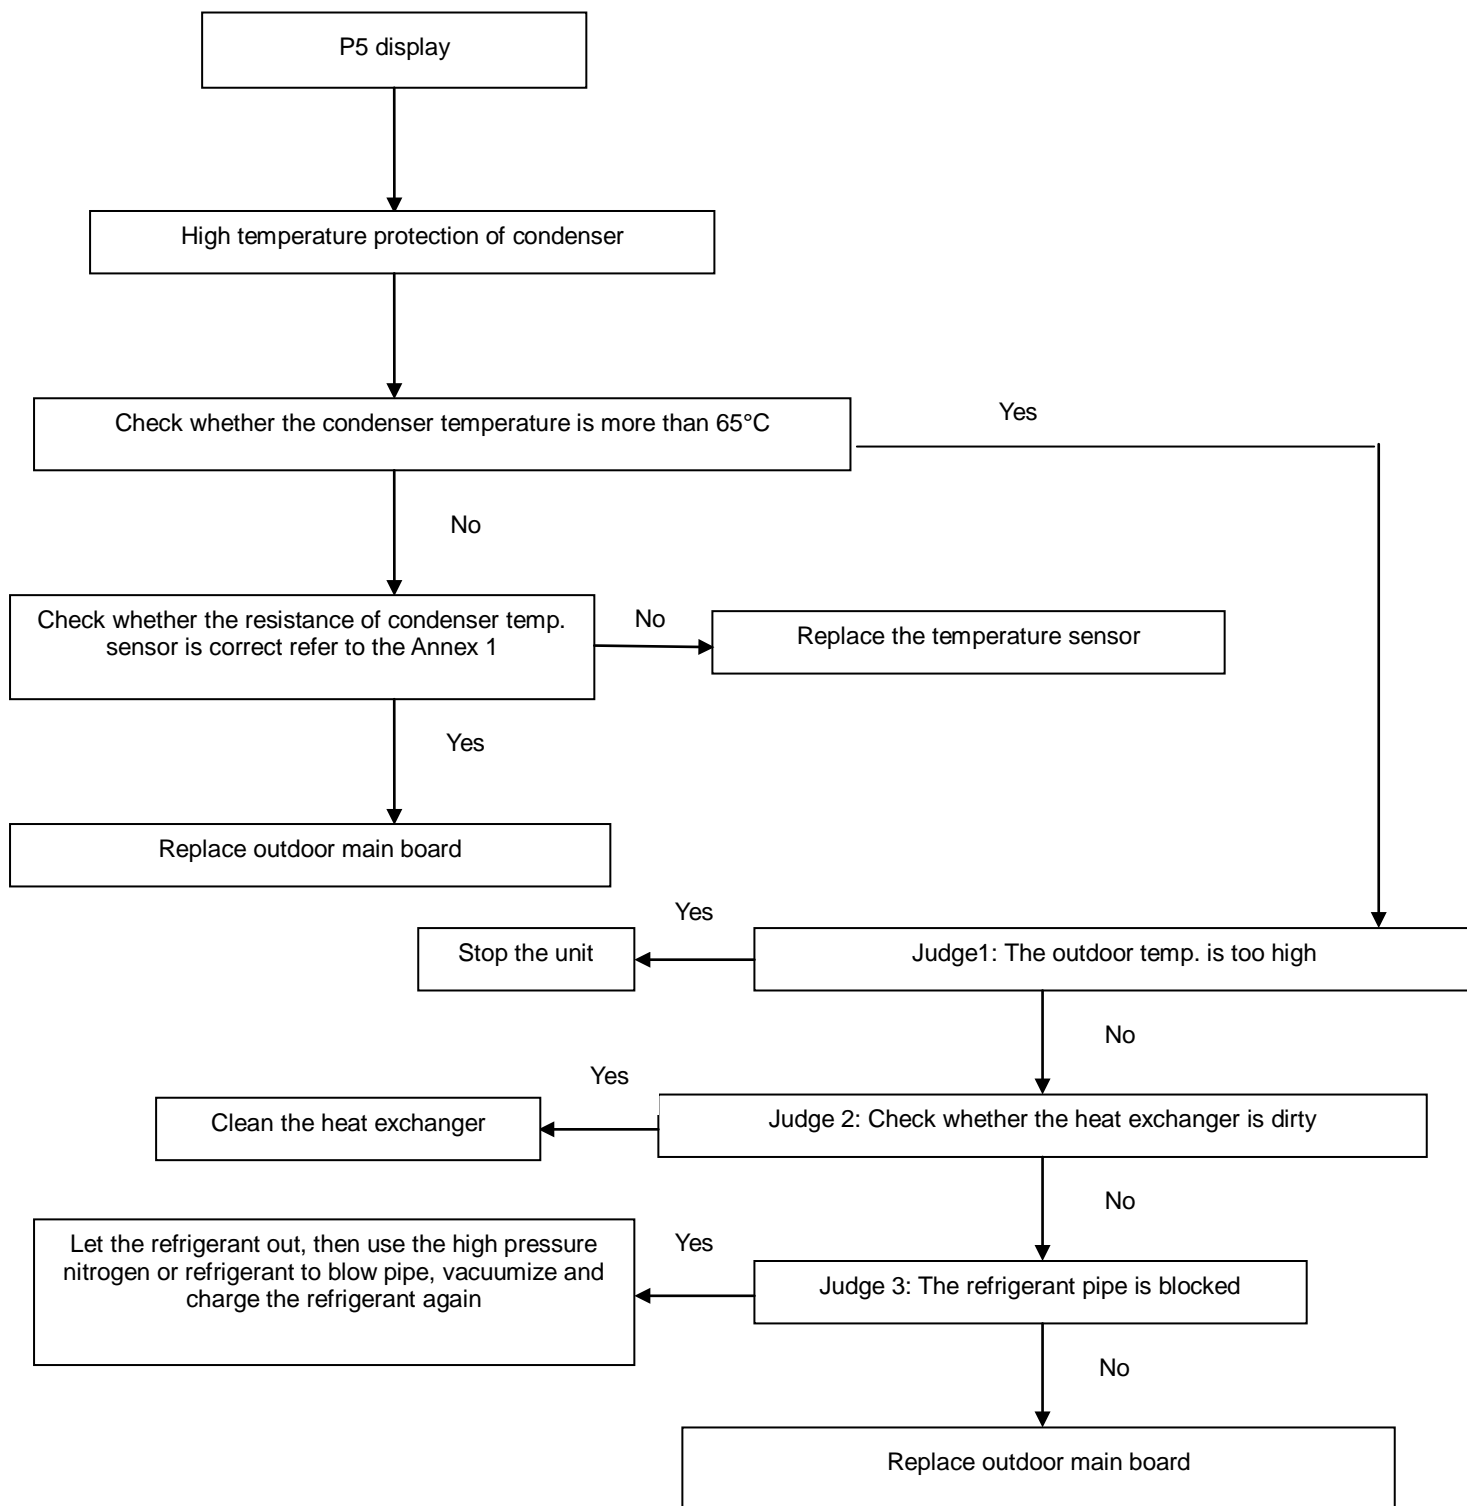 P5 display
High temperature protection of condenser
Check whether the condenser temperature is more than 65°C
Yes
No
Check whether the resistance of condenser temp.
sensor is correct refer to the Annex 1
No
Replace the temperature sensor
Yes
Replace outdoor main board
Yes
Stop the unit
Judge1: The outdoor temp. is too high
No
Yes
Clean the heat exchanger
Judge 2: Check whether the heat exchanger is dirty
No
Let the refrigerant out, then use the high pressure
nitrogen or refrigerant to blow pipe, vacuumize and
charge the refrigerant again
Yes
Judge 3: The refrigerant pipe is blocked
No
Replace outdoor main board